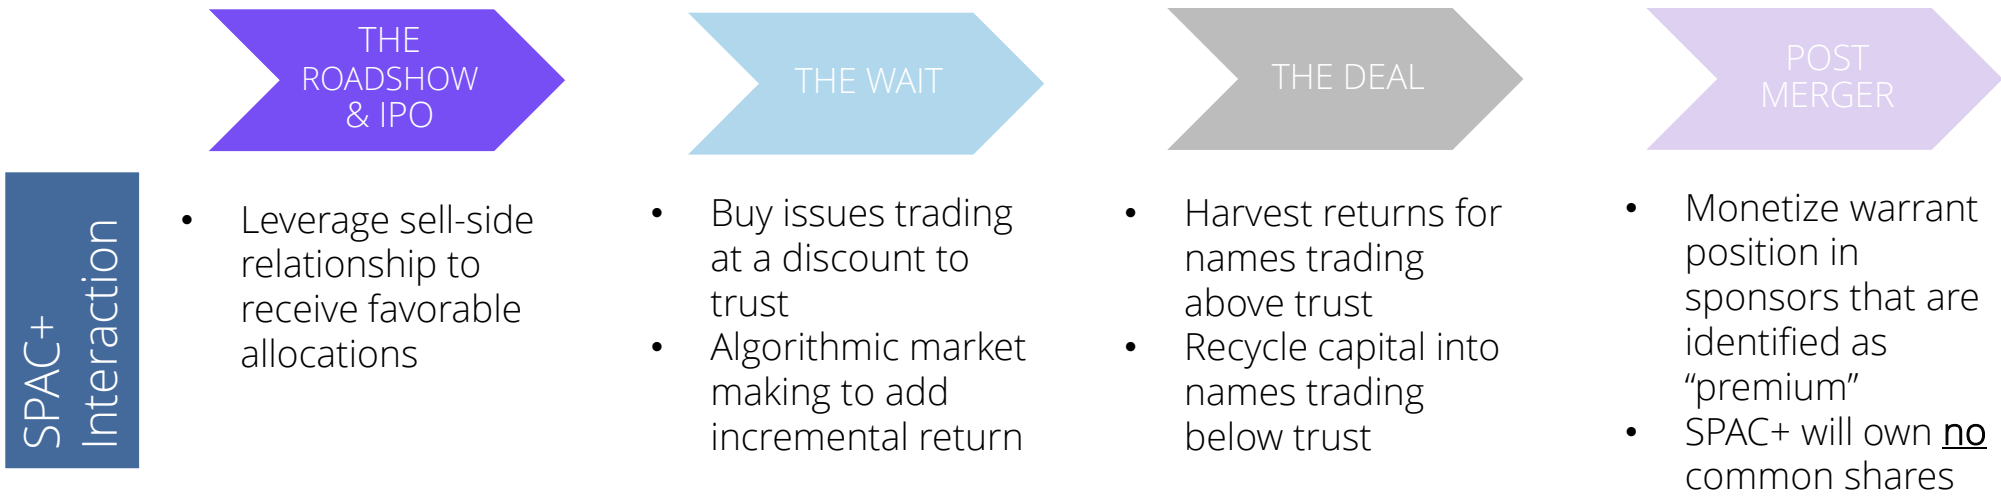 THE
ROADSHOW
& IPO
THE WAIT
THE DEAL
POST
MERGER
SPAC+
Interaction
• Leverage sell-side
relationship to
receive favorable
allocations
• Buy issues trading
at a discount to
trust
• Algorithmic market
making to add
incremental return
• Harvest returns for
names trading
above trust
• Recycle capital into
names trading
below trust
• Monetize warrant
position in
sponsors that are
identified as
“premium”
• SPAC+ will own no
common shares